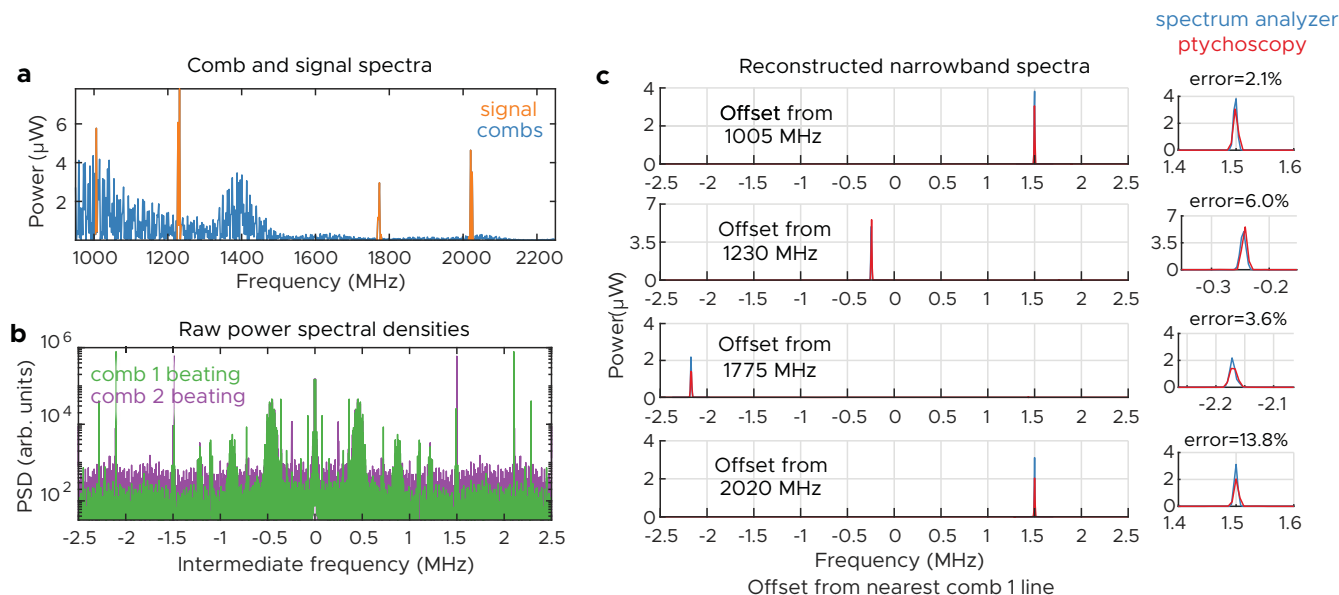 a
Comb and signal spectra
signal
combs
Power (µW)
6
4
2
1000 1200 1400 1600 1800 2000 2200
Frequency (MHz)
b
Raw power spectral densities
comb 1 beating
comb 2 beating
PSD (arb. units)
10^6
10^4
10^2
-2.5 -2 -1.5 -1 -0.5 0 0.5 1 1.5 2 2.5
Intermediate frequency (MHz)
c
Reconstructed narrowband spectra
Power(µW)
4
2
0
Offset from
1005 MHz
-2.5 -2 -1.5 -1 -0.5 0 0.5 1 1.5 2 2.5
7
3.5
0
Offset from
1230 MHz
-2.5 -2 -1.5 -1 -0.5 0 0.5 1 1.5 2 2.5
4
2
0
Offset from
1775 MHz
-2.5 -2 -1.5 -1 -0.5 0 0.5 1 1.5 2 2.5
4
2
0
Offset from
2020 MHz
-2.5 -2 -1.5 -1 -0.5 0 0.5 1 1.5 2 2.5
Frequency (MHz)
Offset from nearest comb 1 line
spectrum analyzer
ptychoscopy
error=2.1%
4
2
0
1.4 1.5 1.6
error=6.0%
7
3.5
0
-0.3 -0.2
error=3.6%
4
2
0
-2.2 -2.1
error=13.8%
4
2
0
1.4 1.5 1.6